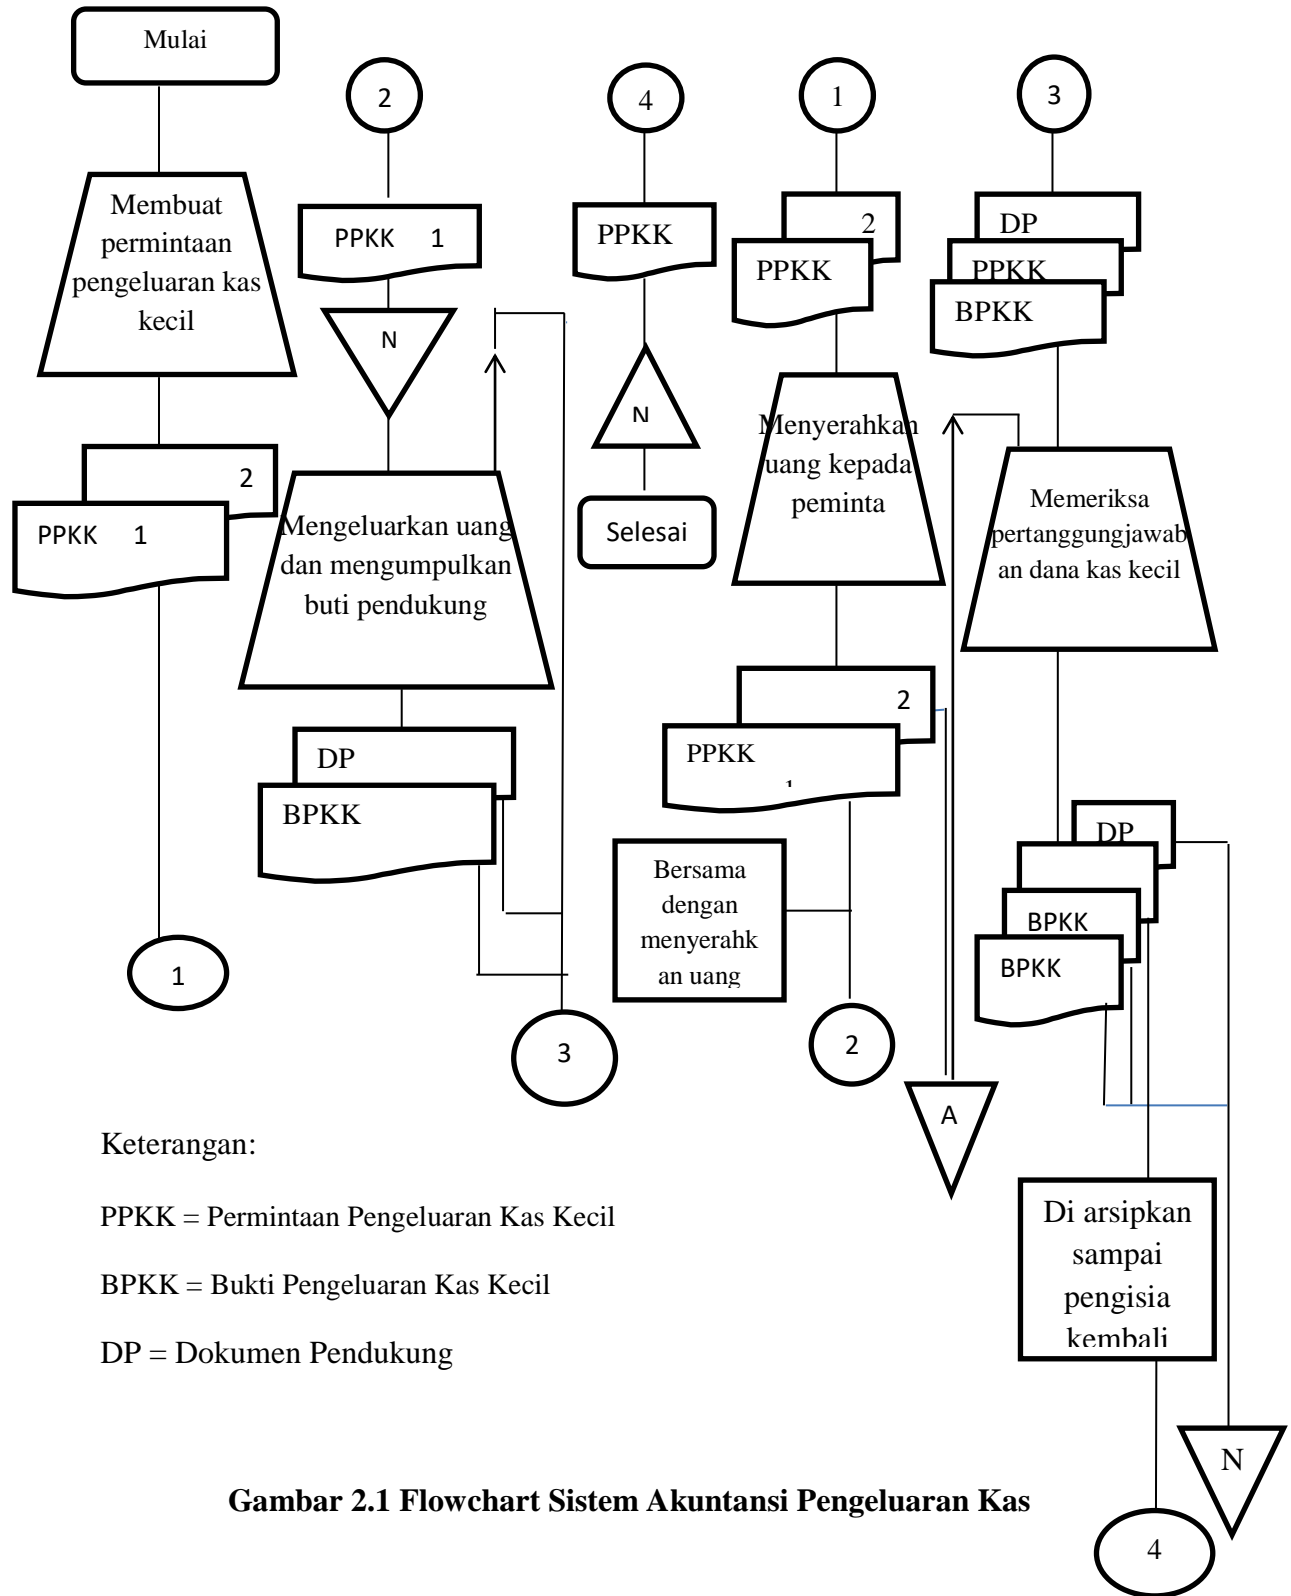 Mulai
Membuat
permintaan
pengeluaran kas
kecil
2
PPKK 1
1
2
PPKK 1
N
Mengeluarkan uang
dan mengumpulkan
buti pendukung
DP
BPKK
3
4
PPKK
N
Selesai
1
2
PPKK
Menyerahkan
uang kepada
peminta
2
PPKK
1
Bersama
dengan
menyerahk
an uang
2
A
3
DP
PPKK
BPKK
Memeriksa
pertanggungjawab
an dana kas kecil
DP
BPKK
BPKK
Di arsipkan
sampai
pengisia
kembali
N
4
Keterangan:
PPKK = Permintaan Pengeluaran Kas Kecil
BPKK = Bukti Pengeluaran Kas Kecil
DP = Dokumen Pendukung
Gambar 2.1 Flowchart Sistem Akuntansi Pengeluaran Kas